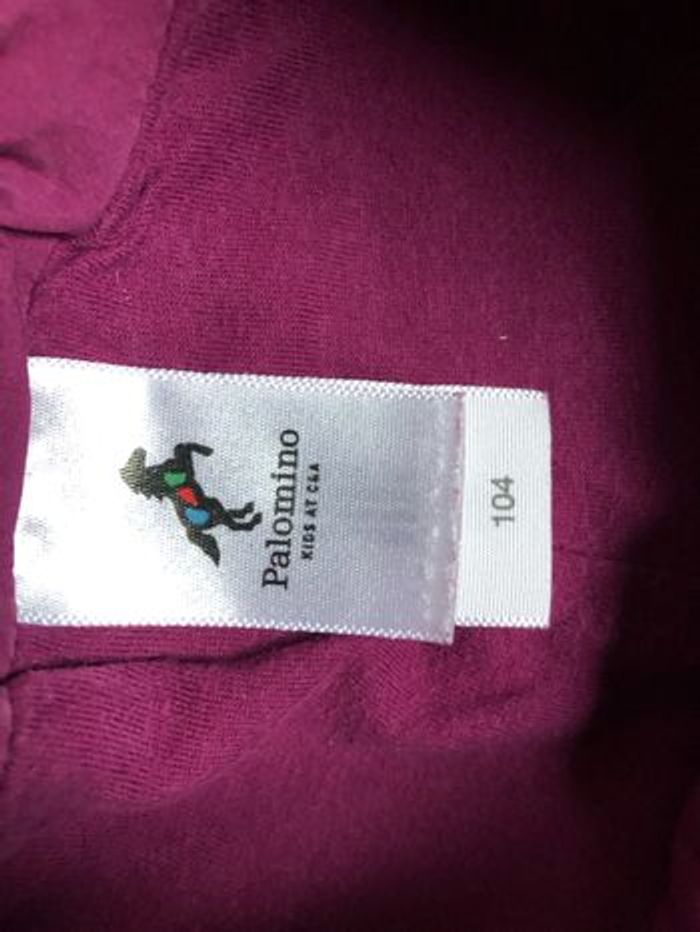 Palomino
KIDS AT C&A
104